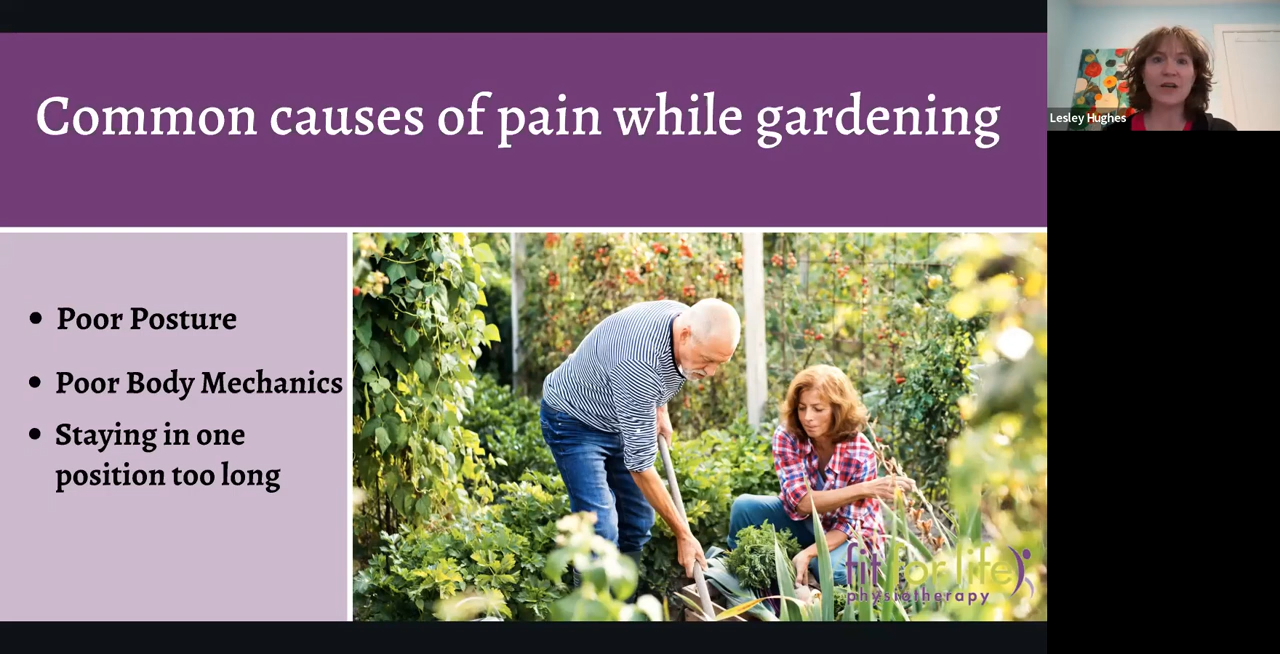 Common causes of pain while gardening
Lesley Hughes
• Poor Posture
• Poor Body Mechanics
• Staying in one
position too long
fit for life
physiotherapy